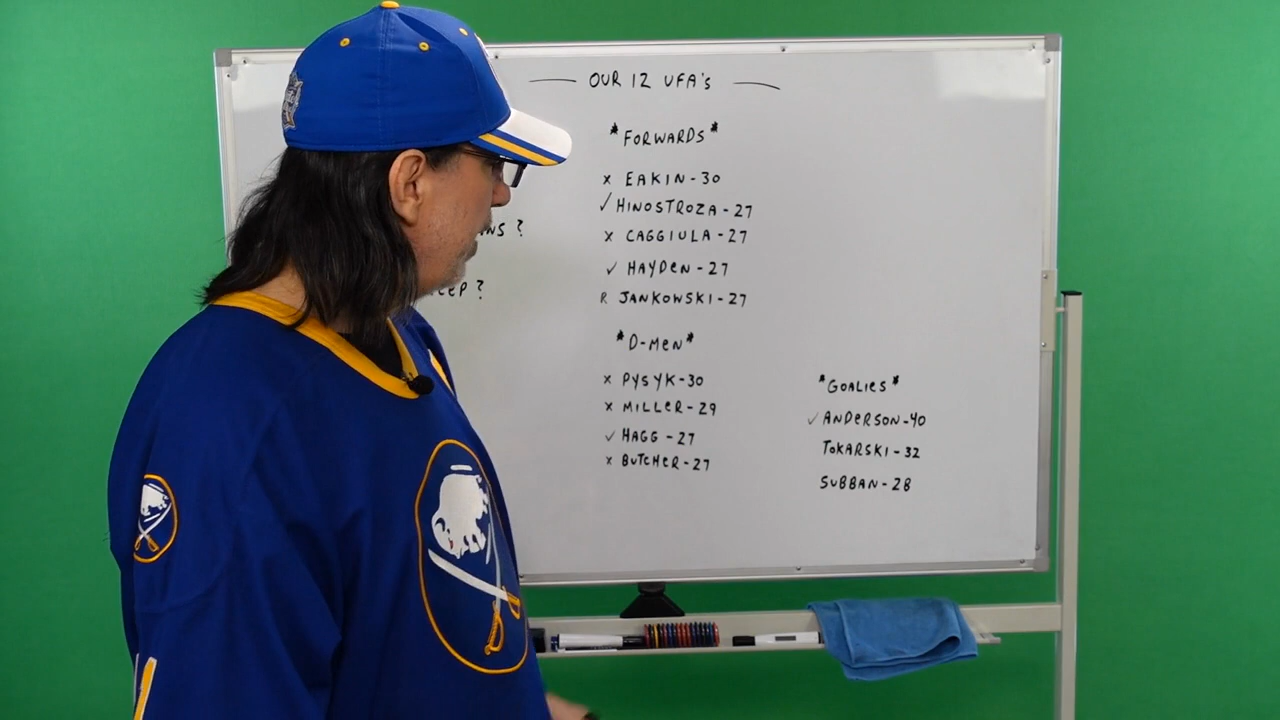 OUR 12 UFA's
*FORWARDS*
x EAKIN-30
✓ HINOSTROZA-27
x CAGGIULA-27
✓ HAYDEN-27
R JANKOWSKI-27
?
?
*D-MEN*
x PYSYK-30
x MILLER-29
✓ HAGG-27
x BUTCHER-27
*GOALIES*
✓ ANDERSON-40
TOKARSKI-32
SUBBAN-28